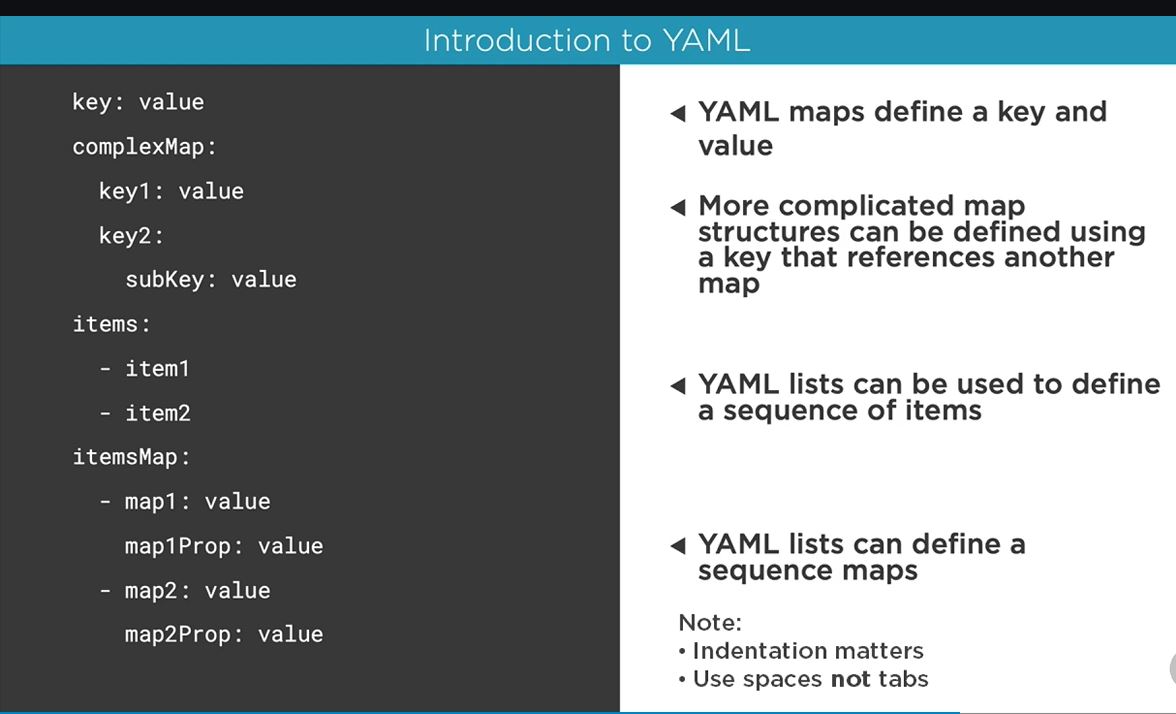 Introduction to YAML
key: value
complexMap:
  key1: value
  key2:
    subKey: value
items:
  - item1
  - item2
itemsMap:
  - map1: value
    map1Prop: value
  - map2: value
    map2Prop: value
◀ YAML maps define a key and
value
◀ More complicated map
structures can be defined using
a key that references another
map
◀ YAML lists can be used to define
a sequence of items
◀ YAML lists can define a
sequence maps
Note:
• Indentation matters
• Use spaces not tabs